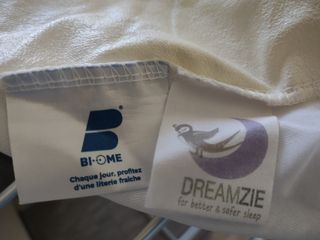 B®
BI-OME
Chaque jour, profitez
d'une literie fraîche
DREAMZIE
for better & safer sleep